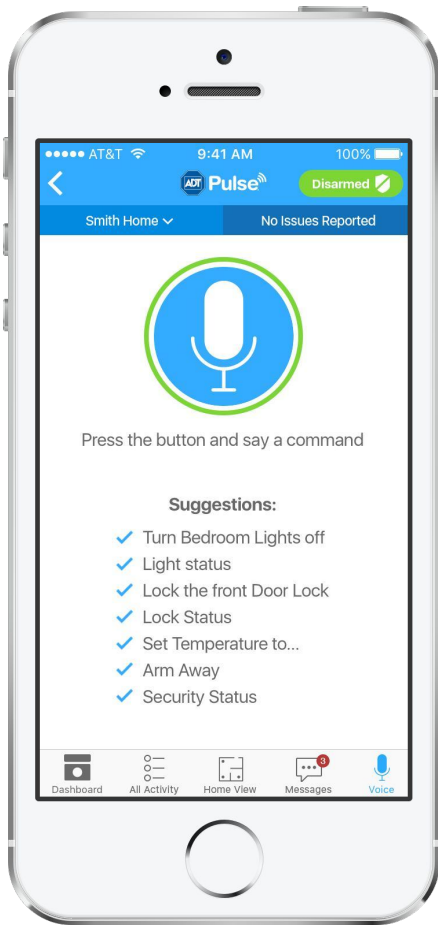 AT&T 9:41 AM 100%
ADT Pulse Disarmed
Smith Home No Issues Reported
Press the button and say a command
Suggestions:
Turn Bedroom Lights off
Light status
Lock the front Door Lock
Lock Status
Set Temperature to...
Arm Away
Security Status
3
Dashboard All Activity Home View Messages Voice